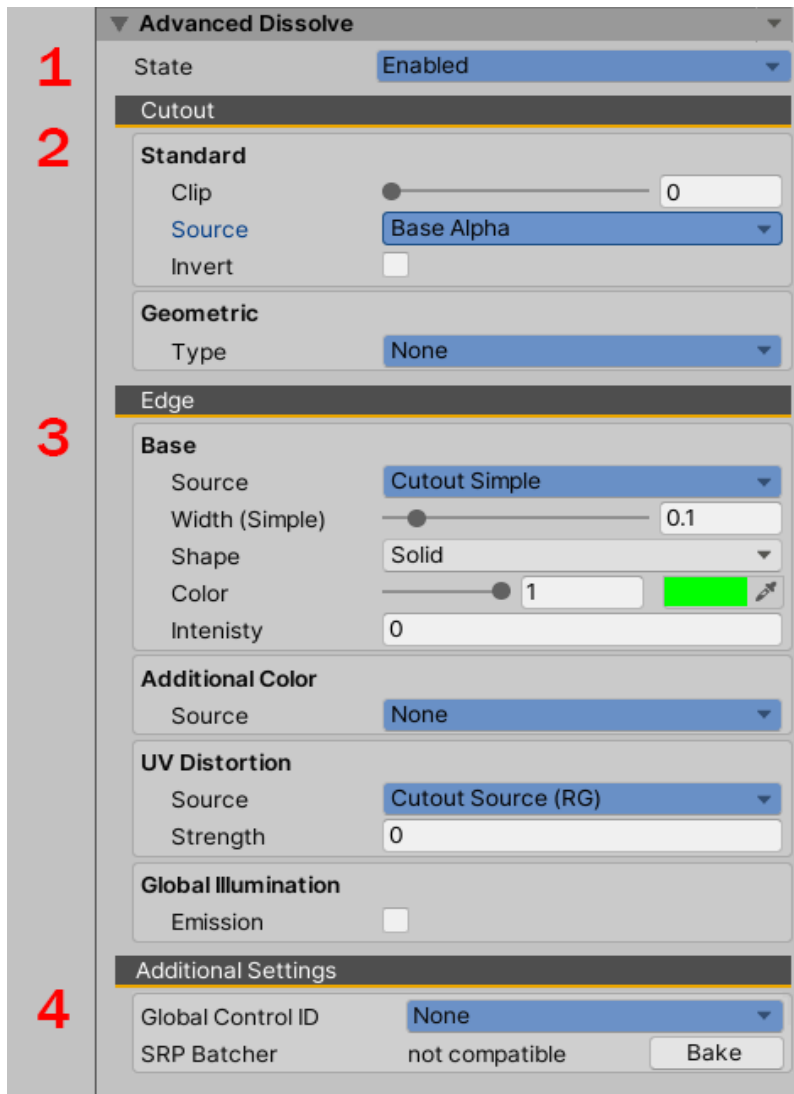 Advanced Dissolve
1
State Enabled
Cutout
2
Standard
Clip 0
Source Base Alpha
Invert
Geometric
Type None
Edge
3
Base
Source Cutout Simple
Width (Simple) 0.1
Shape Solid
Color 1
Intenisty 0
Additional Color
Source None
UV Distortion
Source Cutout Source (RG)
Strength 0
Global Illumination
Emission
Additional Settings
4
Global Control ID None
SRP Batcher not compatible Bake